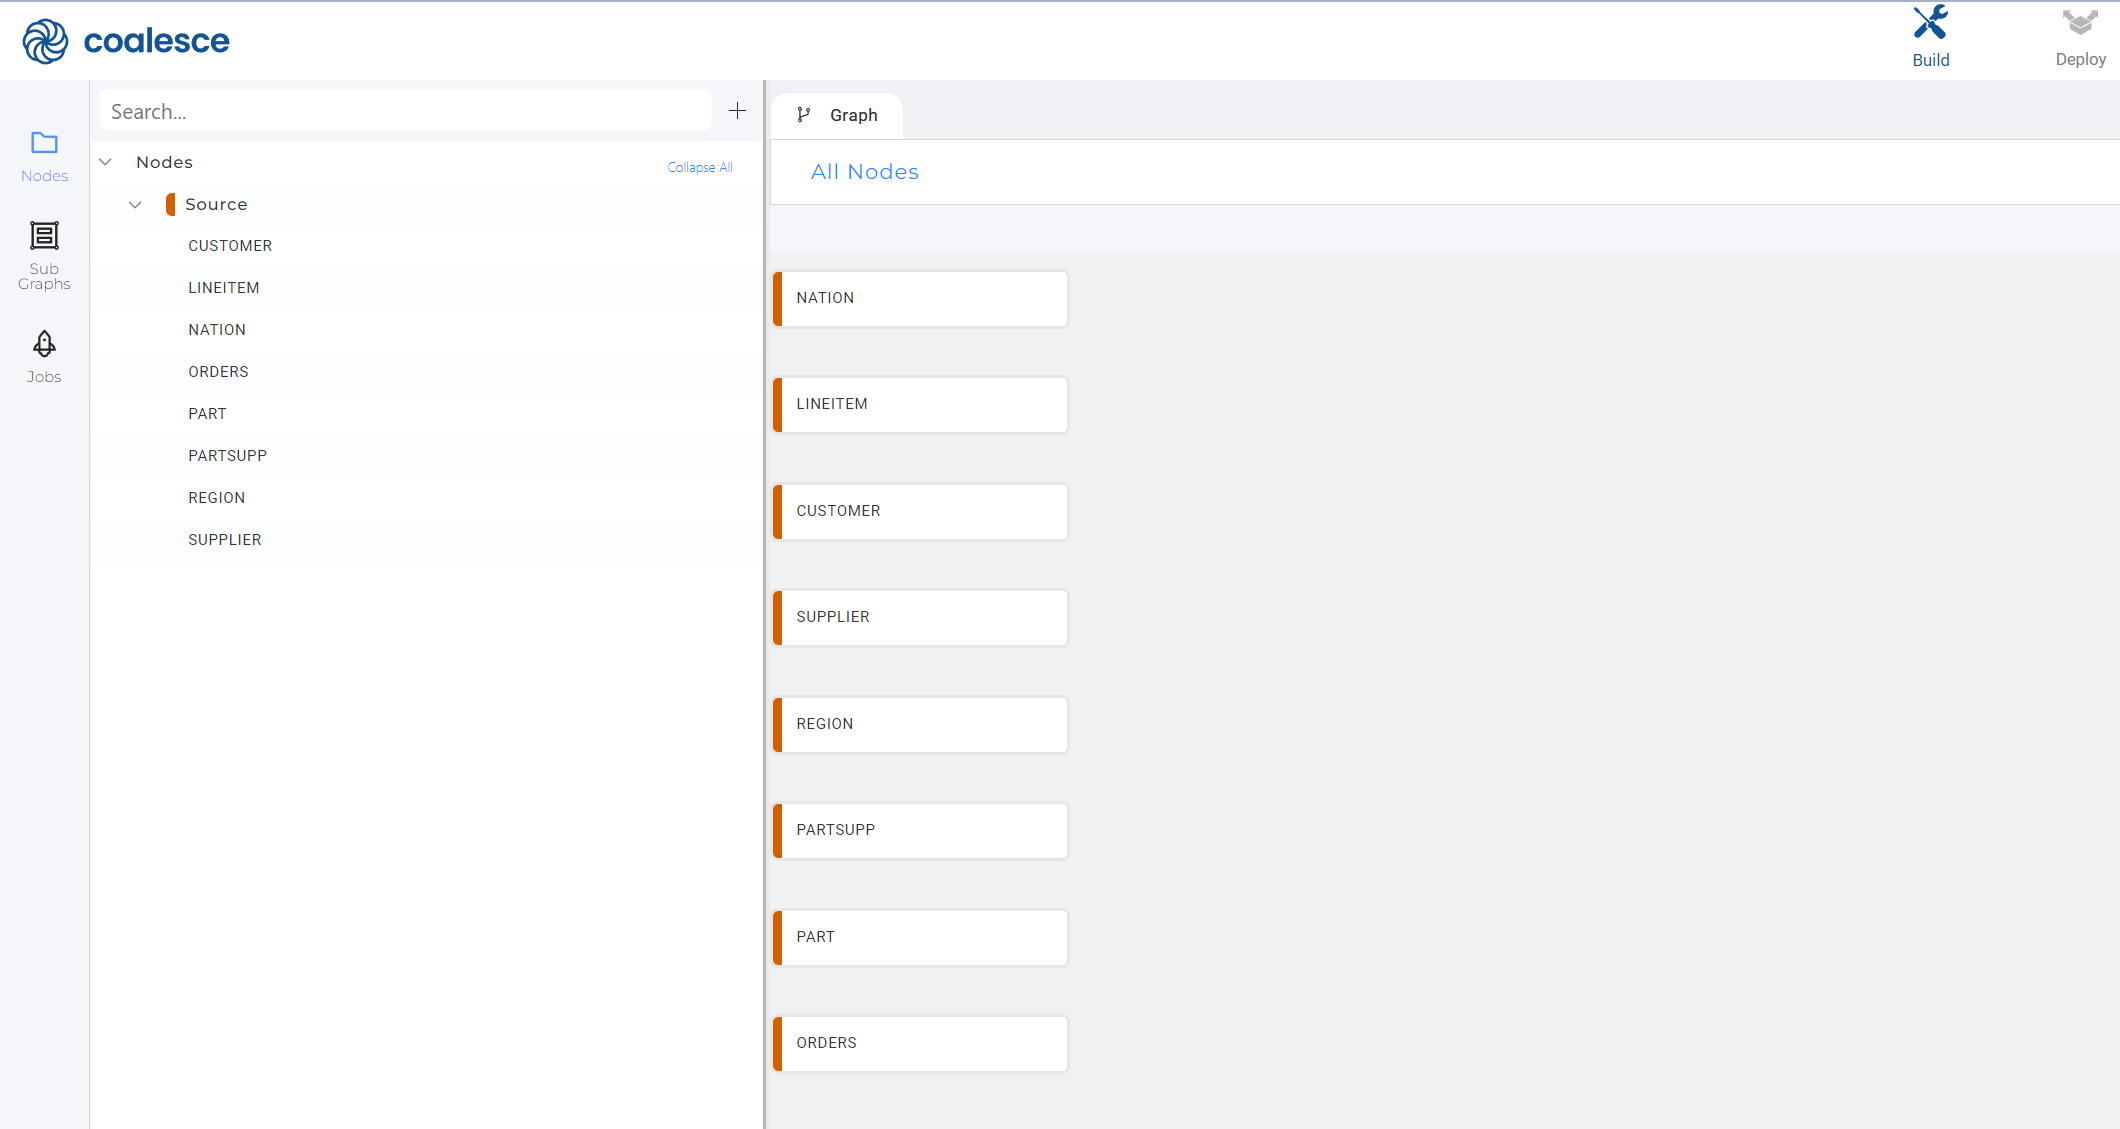 coalesce
Build
Deploy
Nodes
Sub
Graphs
Jobs
Search...
Nodes
Collapse All
Source
CUSTOMER
LINEITEM
NATION
ORDERS
PART
PARTSUPP
REGION
SUPPLIER
Graph
All Nodes
NATION
LINEITEM
CUSTOMER
SUPPLIER
REGION
PARTSUPP
PART
ORDERS